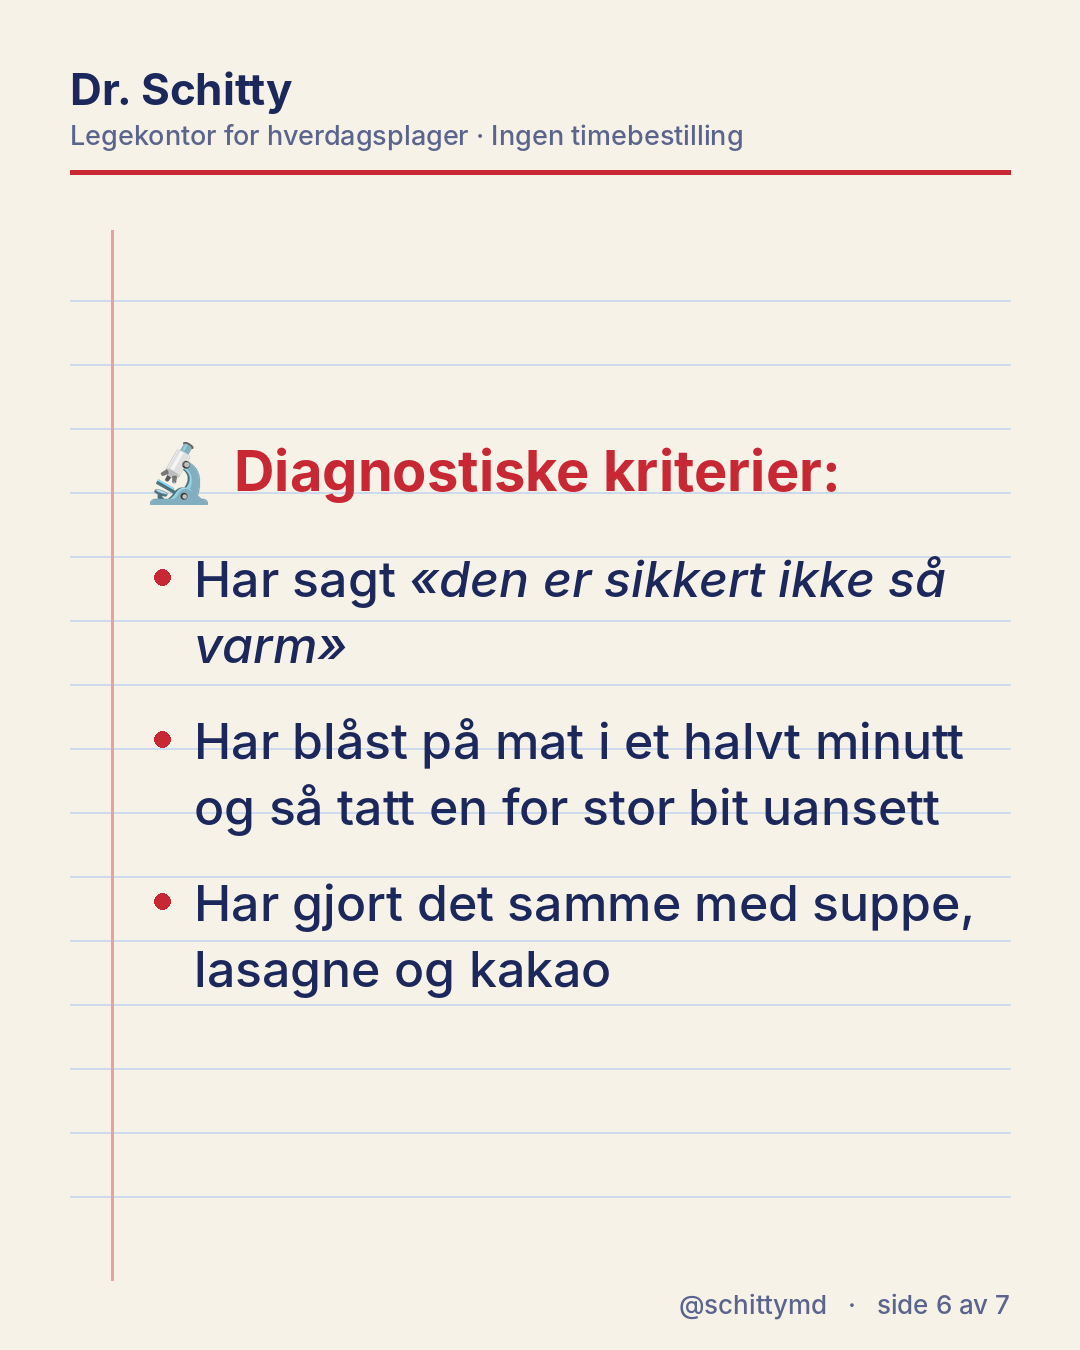 Dr. Schitty
Legekontor for hverdagsplager · Ingen timebestilling
🔬 Diagnostiske kriterier:
• Har sagt «den er sikkert ikke så
varm»
• Har blåst på mat i et halvt minutt
og så tatt en for stor bit uansett
• Har gjort det samme med suppe,
lasagne og kakao
@schittymd · side 6 av 7